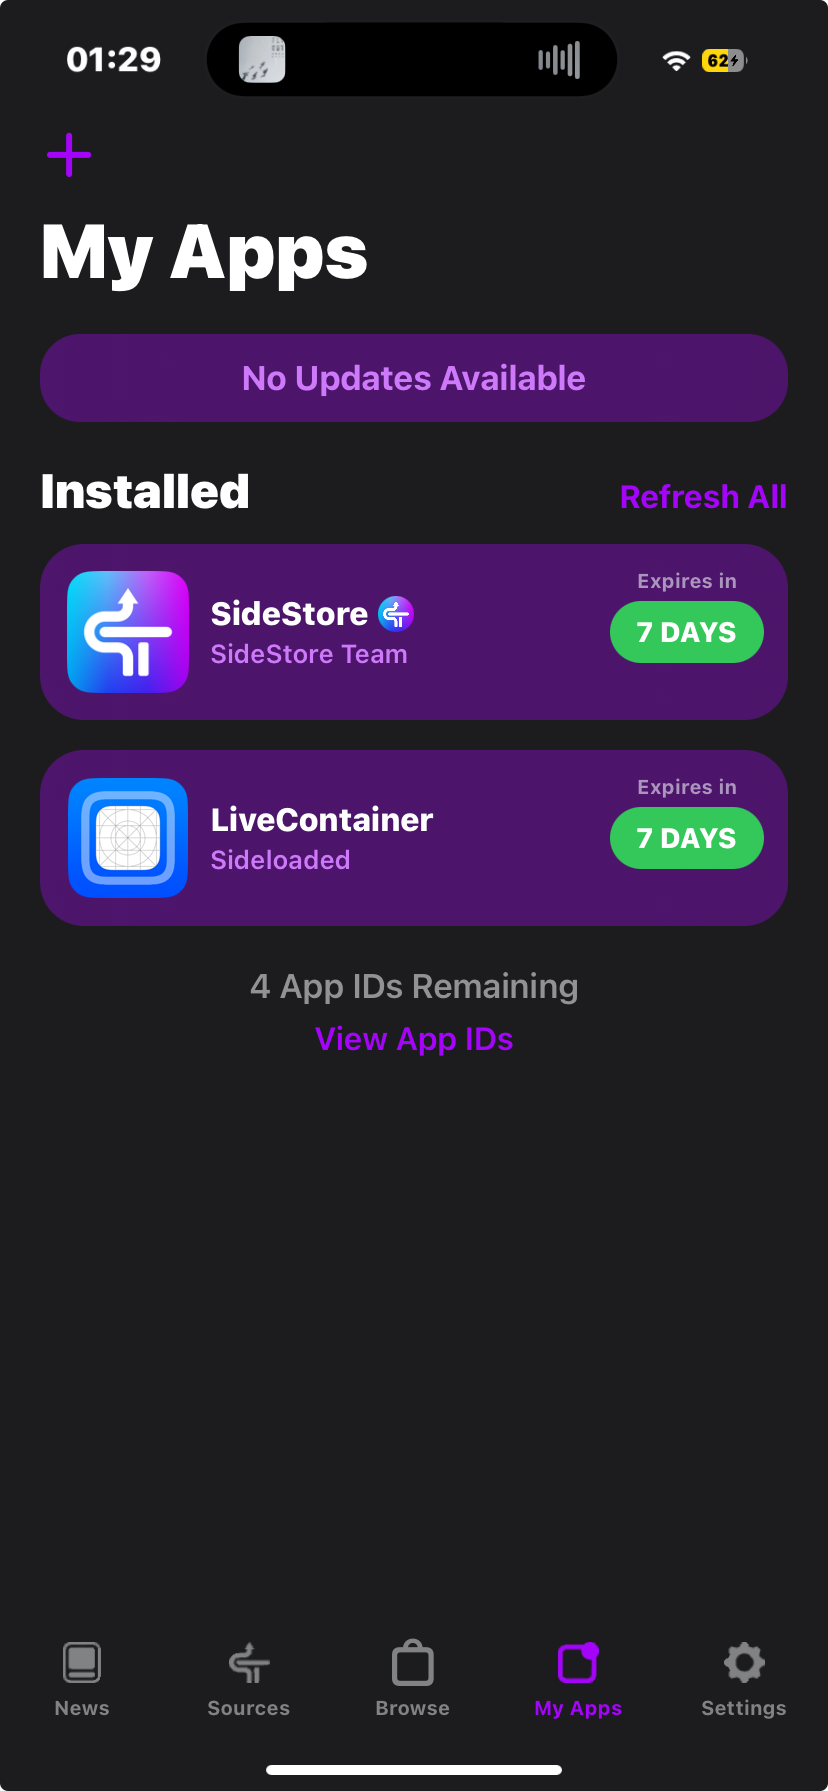 01:29
62
My Apps
No Updates Available
Installed
Refresh All
SideStore
SideStore Team
Expires in
7 DAYS
LiveContainer
Sideloaded
Expires in
7 DAYS
4 App IDs Remaining
View App IDs
News
Sources
Browse
My Apps
Settings